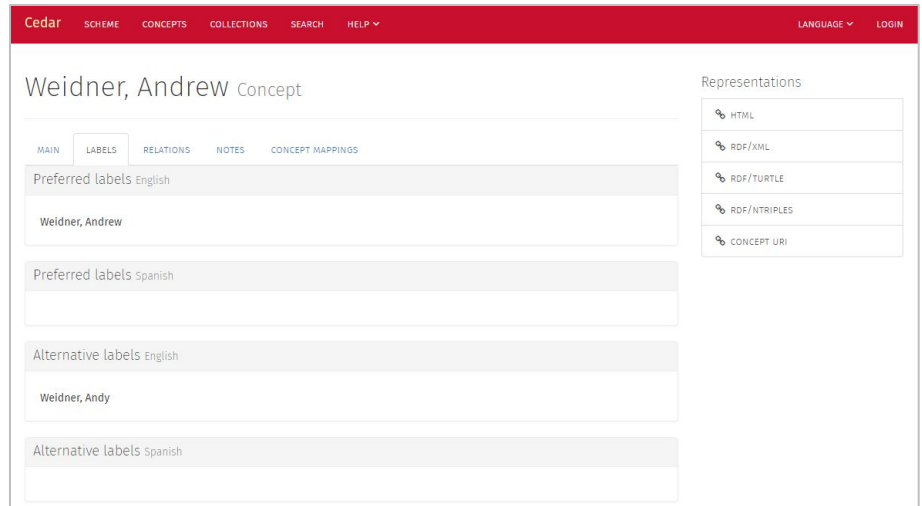 Cedar SCHEME CONCEPTS COLLECTIONS SEARCH HELP LANGUAGE LOGIN
Weidner, Andrew Concept
MAIN LABELS RELATIONS NOTES CONCEPT MAPPINGS
Preferred labels English
Weidner, Andrew
Preferred labels Spanish
Alternative labels English
Weidner, Andy
Alternative labels Spanish
Representations
HTML
RDF/XML
RDF/TURTLE
RDF/NTRIPLES
CONCEPT URI